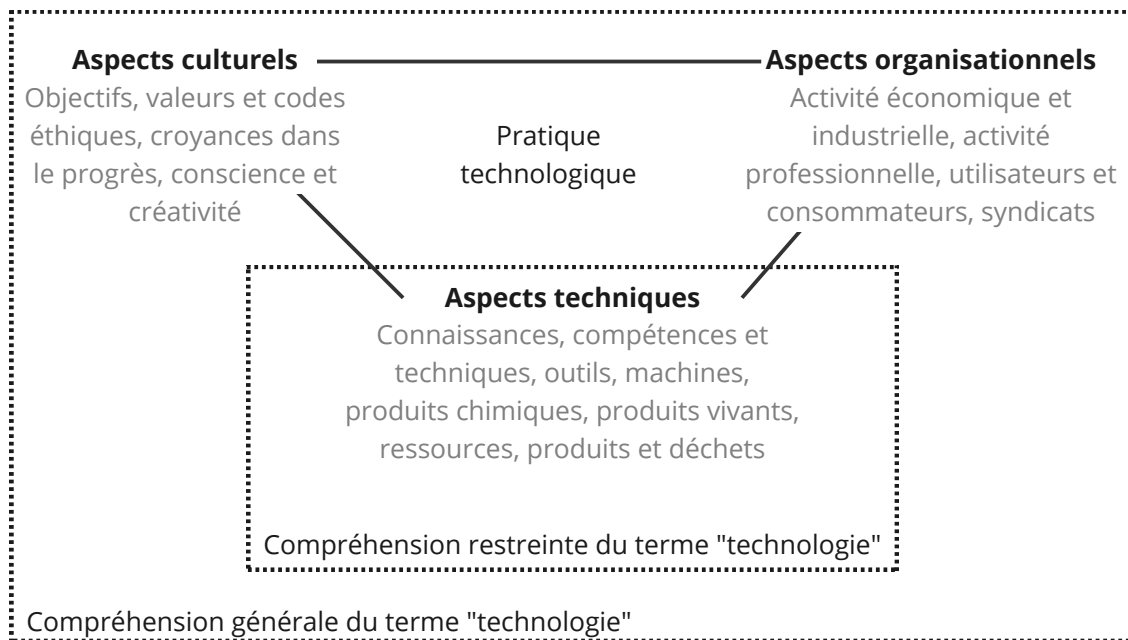 Aspects culturels
Objectifs, valeurs et codes
éthiques, croyances dans
le progrès, conscience et
créativité
Pratique
technologique
Aspects organisationnels
Activité économique et
industrielle, activité
professionnelle, utilisateurs et
consommateurs, syndicats
Aspects techniques
Connaissances, compétences et
techniques, outils, machines,
produits chimiques, produits vivants,
ressources, produits et déchets
Compréhension restreinte du terme "technologie"
Compréhension générale du terme "technologie"